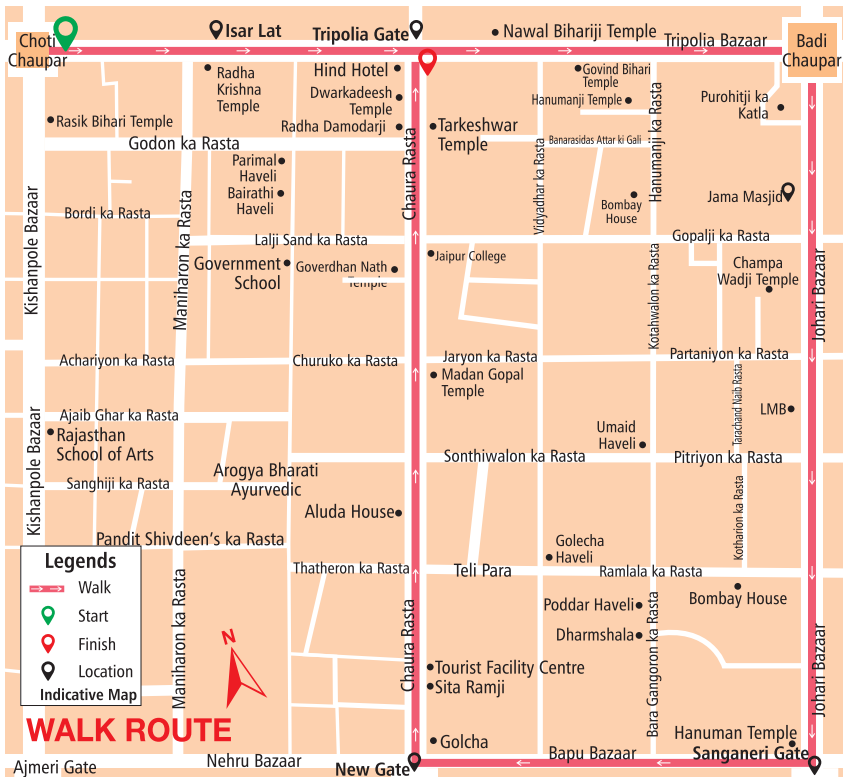 Choti
Chaupar
Isar Lat
Tripolia Gate
Nawal Bihariji Temple
Tripolia Bazaar
Badi
Chaupar
Radha
Krishna
Temple
Hind Hotel
Dwarkadeesh
Temple
Radha Damodarji
Govind Bihari
Temple
Hanumanji Temple
Purohitji ka
Katla
Rasik Bihari Temple
Tarkeshwar
Temple
Godon ka Rasta
Banarasidas Attar ki Gali
Hanumanji ka Rasta
Vidyadhar ka Rasta
Chaura Rasta
Parimal
Haveli
Bairathi
Haveli
Bombay
House
Jama Masjid
Kishanpole Bazaar
Bordi ka Rasta
Maniharon ka Rasta
Lalji Sand ka Rasta
Gopalji ka Rasta
Government
School
Goverdhan Nath
Temple
Jaipur College
Kotahwalon ka Rasta
Champa
Wadji Temple
Johari Bazaar
Achariyon ka Rasta
Churuko ka Rasta
Jaryon ka Rasta
Partaniyon ka Rasta
Madan Gopal
Temple
Tarachand Naib Rasta
LMB
Kishanpole Bazaar
Ajaib Ghar ka Rasta
Rajasthan
School of Arts
Umaid
Haveli
Sonthiwalon ka Rasta
Pitriyon ka Rasta
Arogya Bharati
Ayurvedic
Sanghiji ka Rasta
Kotharion ka Rasta
Aluda House
Pandit Shivdeen's ka Rasta
Golecha
Haveli
Thatheron ka Rasta
Teli Para
Ramlala ka Rasta
Legends
Walk
Start
Finish
Location
Indicative Map
Maniharon ka Rasta
Chaura Rasta
Poddar Haveli
Dharmshala
Bara Gangoron ka Rasta
Bombay House
Johari Bazaar
N
Tourist Facility Centre
Sita Ramji
WALK ROUTE
Golcha
Hanuman Temple
Sanganeri Gate
Bapu Bazaar
Ajmeri Gate
Nehru Bazaar
New Gate